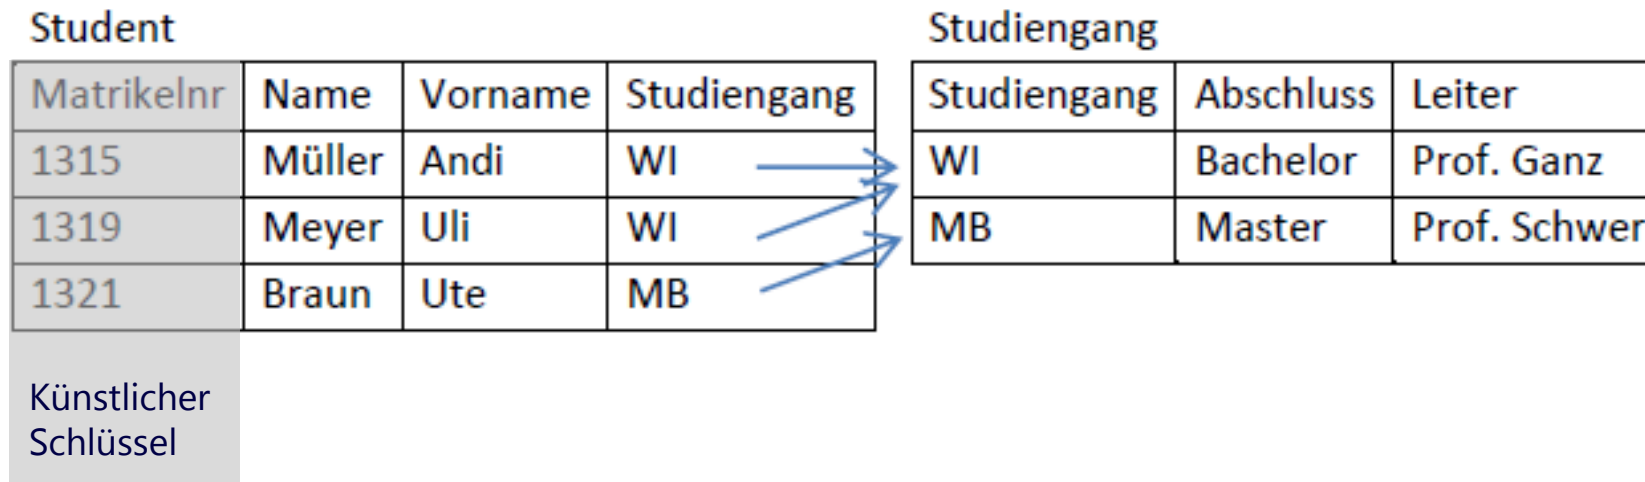 Student
Matrikelnr Name Vorname Studiengang
1315 Müller Andi WI
1319 Meyer Uli WI
1321 Braun Ute MB
Künstlicher
Schlüssel
Studiengang
Studiengang Abschluss Leiter
WI Bachelor Prof. Ganz
MB Master Prof. Schwer